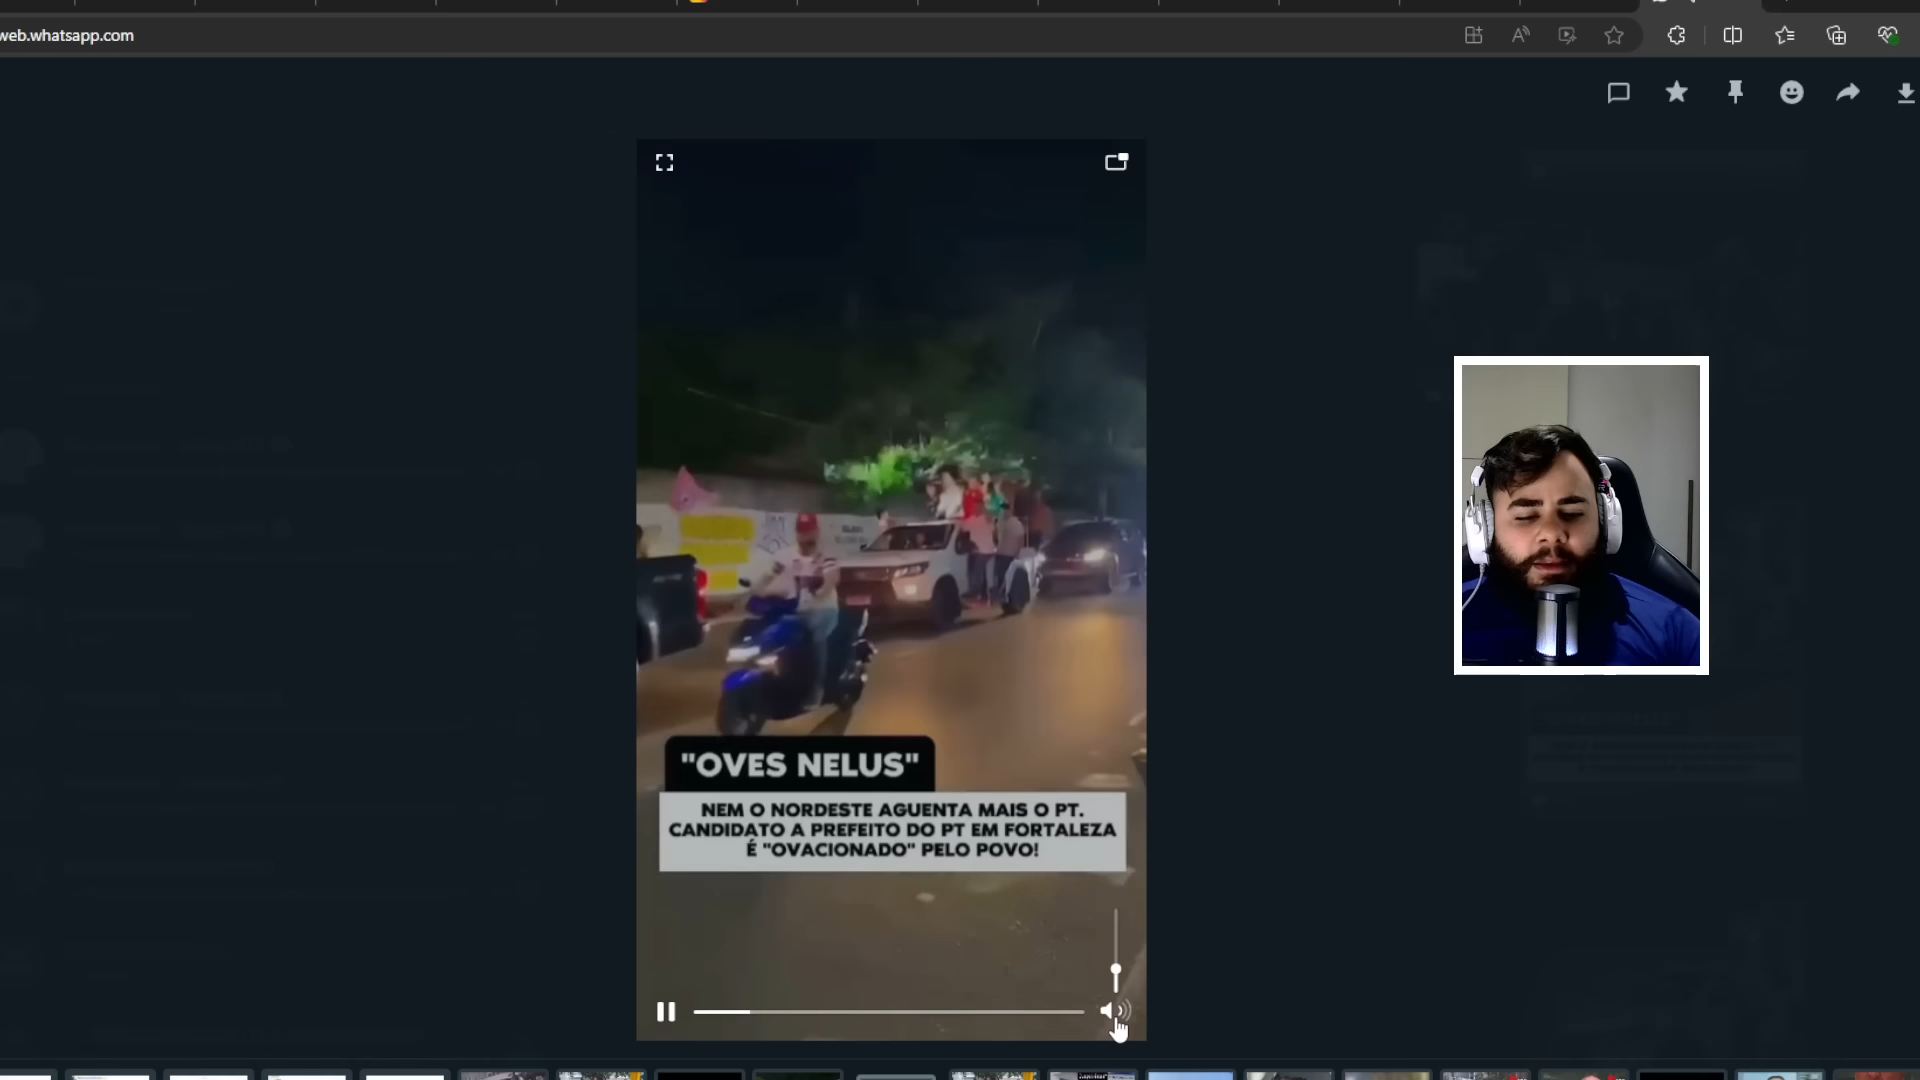 web.whatsapp.com
"OVES NELUS"
NEM O NORDESTE AGUENTA MAIS O PT.
CANDIDATO A PREFEITO DO PT EM FORTALEZA
É "OVACIONADO" PELO POVO!